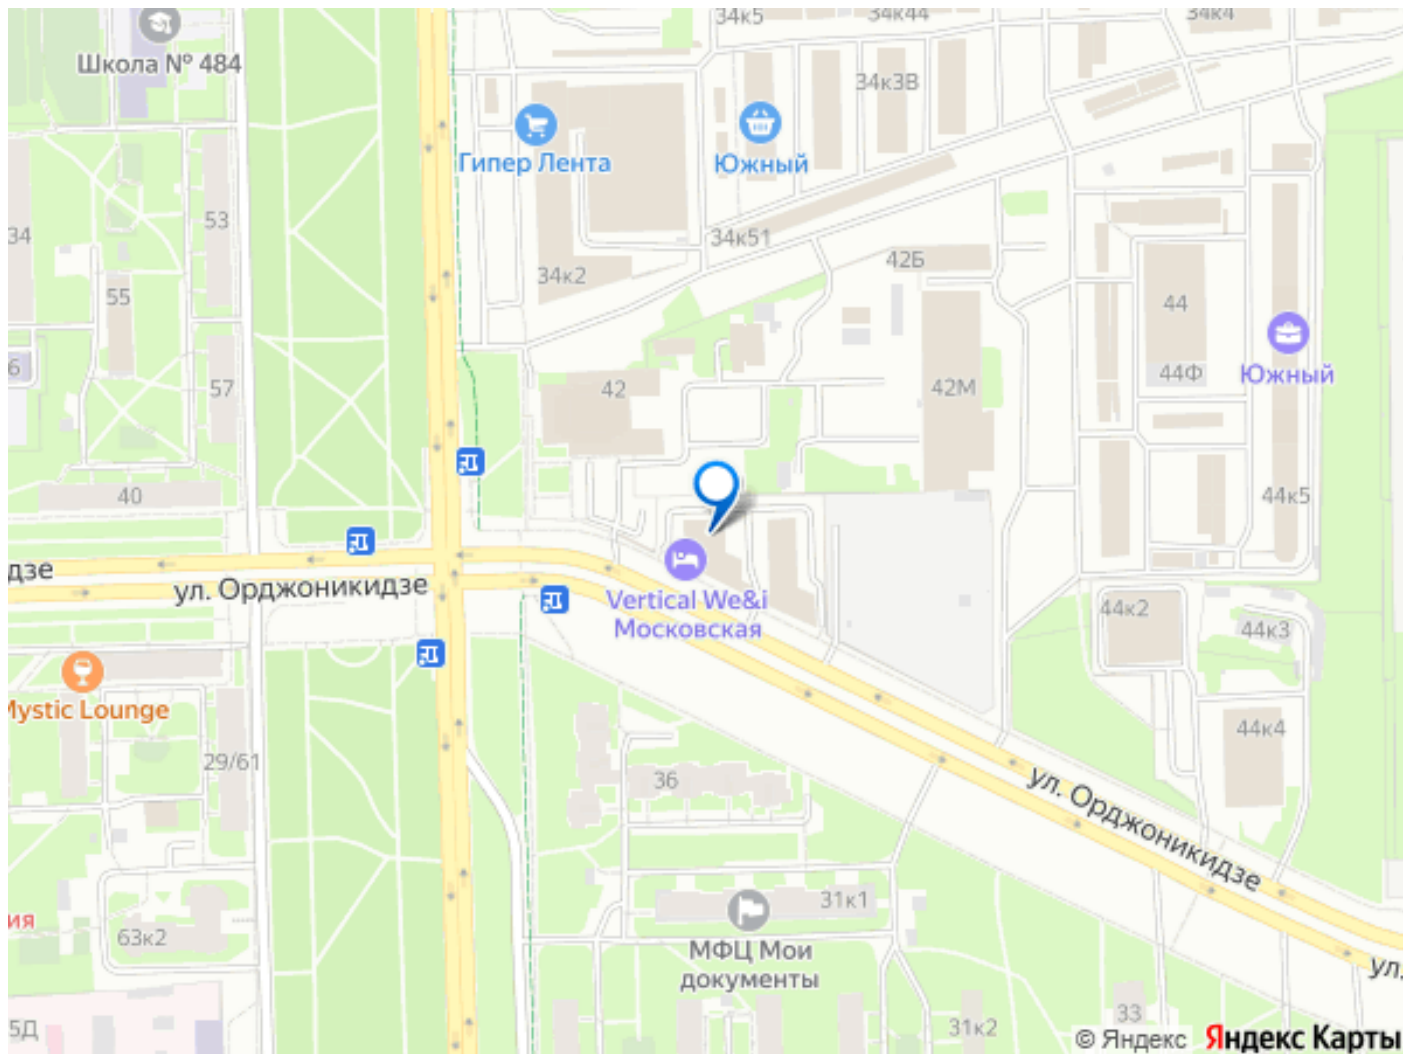 34к5
34к44
34к4
Школа № 484
34к3В
Гипер Лента
Южный
53
34
34к51
42Б
34к2
55
44
6
57
42
42М
44Ф
Южный
40
44к5
дзе
ул. Орджоникидзе
Vertical We&i
Московская
44к2
44к3
Mystic Lounge
44к4
29/61
36
ул. Орджоникидзе
31к1
ия
63к2
МФЦ Мои
документы
ул.
5Д
31к2
33
© Яндекс Яндекс Карты